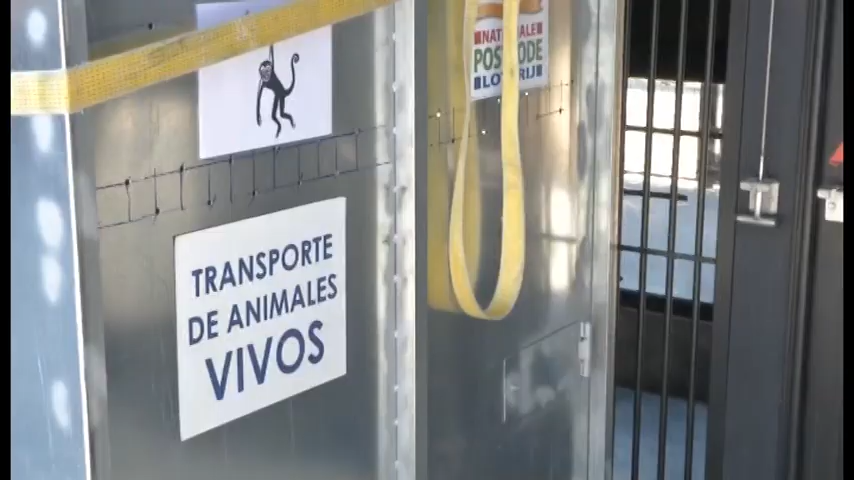 NATIONALE
POSTCODE
LOTERIJ
TRANSPORTE
DE ANIMALES
VIVOS